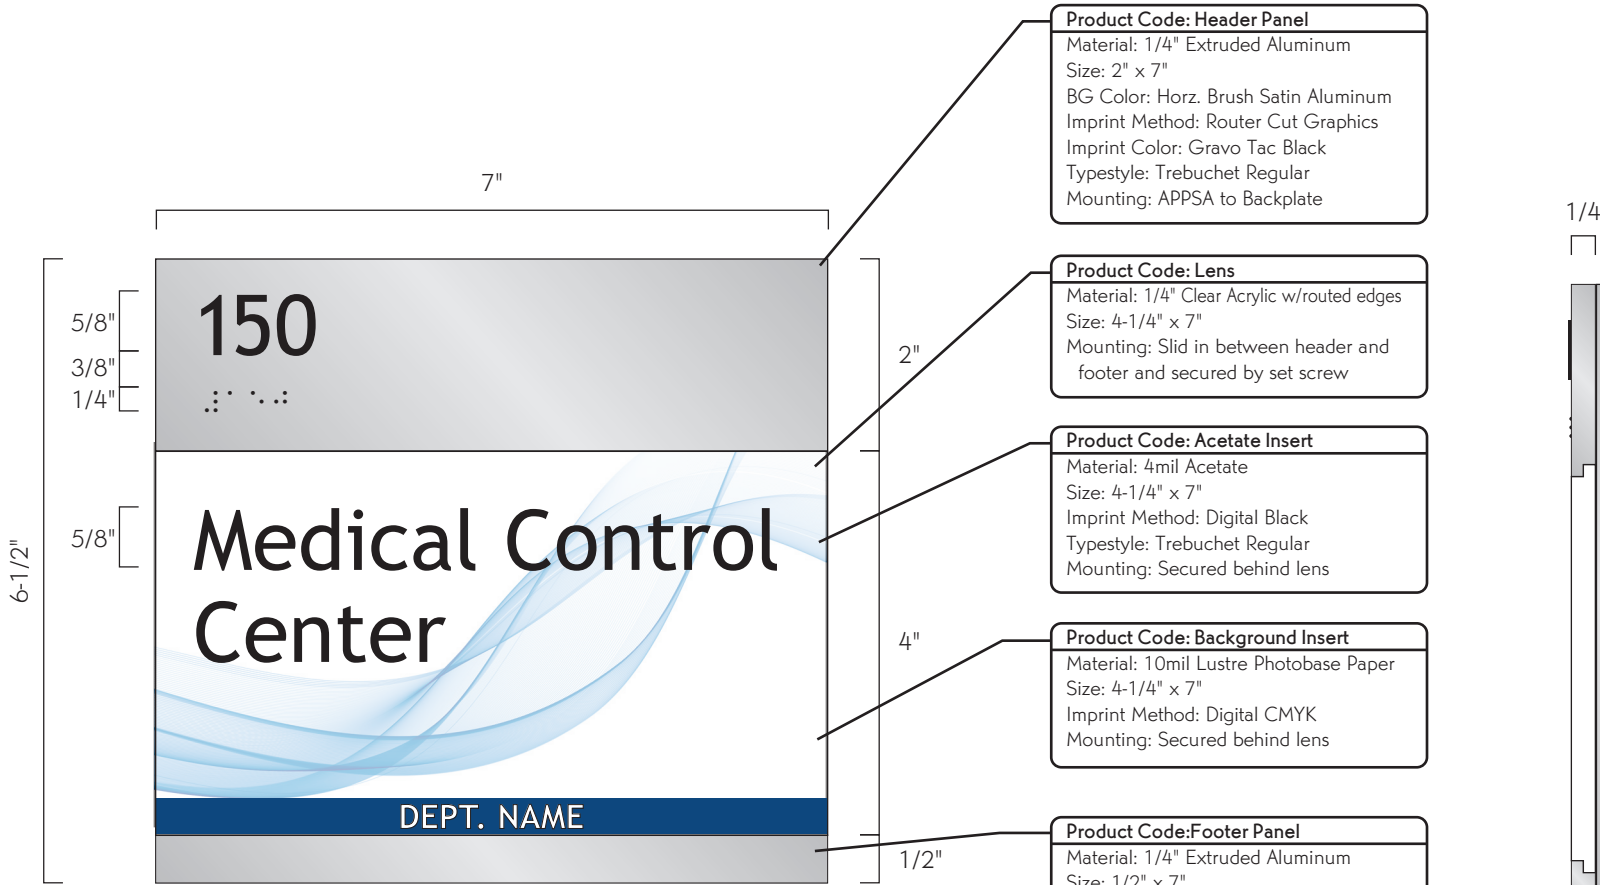 7"
6-1/2"
5/8"
3/8"
1/4"
5/8"
150
Medical Control
Center
DEPT. NAME
2"
4"
1/2"
Product Code: Header Panel
Material: 1/4" Extruded Aluminum
Size: 2" x 7"
BG Color: Horz. Brush Satin Aluminum
Imprint Method: Router Cut Graphics
Imprint Color: Gravo Tac Black
Typestyle: Trebuchet Regular
Mounting: APPSA to Backplate
Product Code: Lens
Material: 1/4" Clear Acrylic w/routed edges
Size: 4-1/4" x 7"
Mounting: Slid in between header and
footer and secured by set screw
Product Code: Acetate Insert
Material: 4mil Acetate
Size: 4-1/4" x 7"
Imprint Method: Digital Black
Typestyle: Trebuchet Regular
Mounting: Secured behind lens
Product Code: Background Insert
Material: 10mil Lustre Photobase Paper
Size: 4-1/4" x 7"
Imprint Method: Digital CMYK
Mounting: Secured behind lens
Product Code:Footer Panel
Material: 1/4" Extruded Aluminum
Size: 1/2" x 7"
1/4